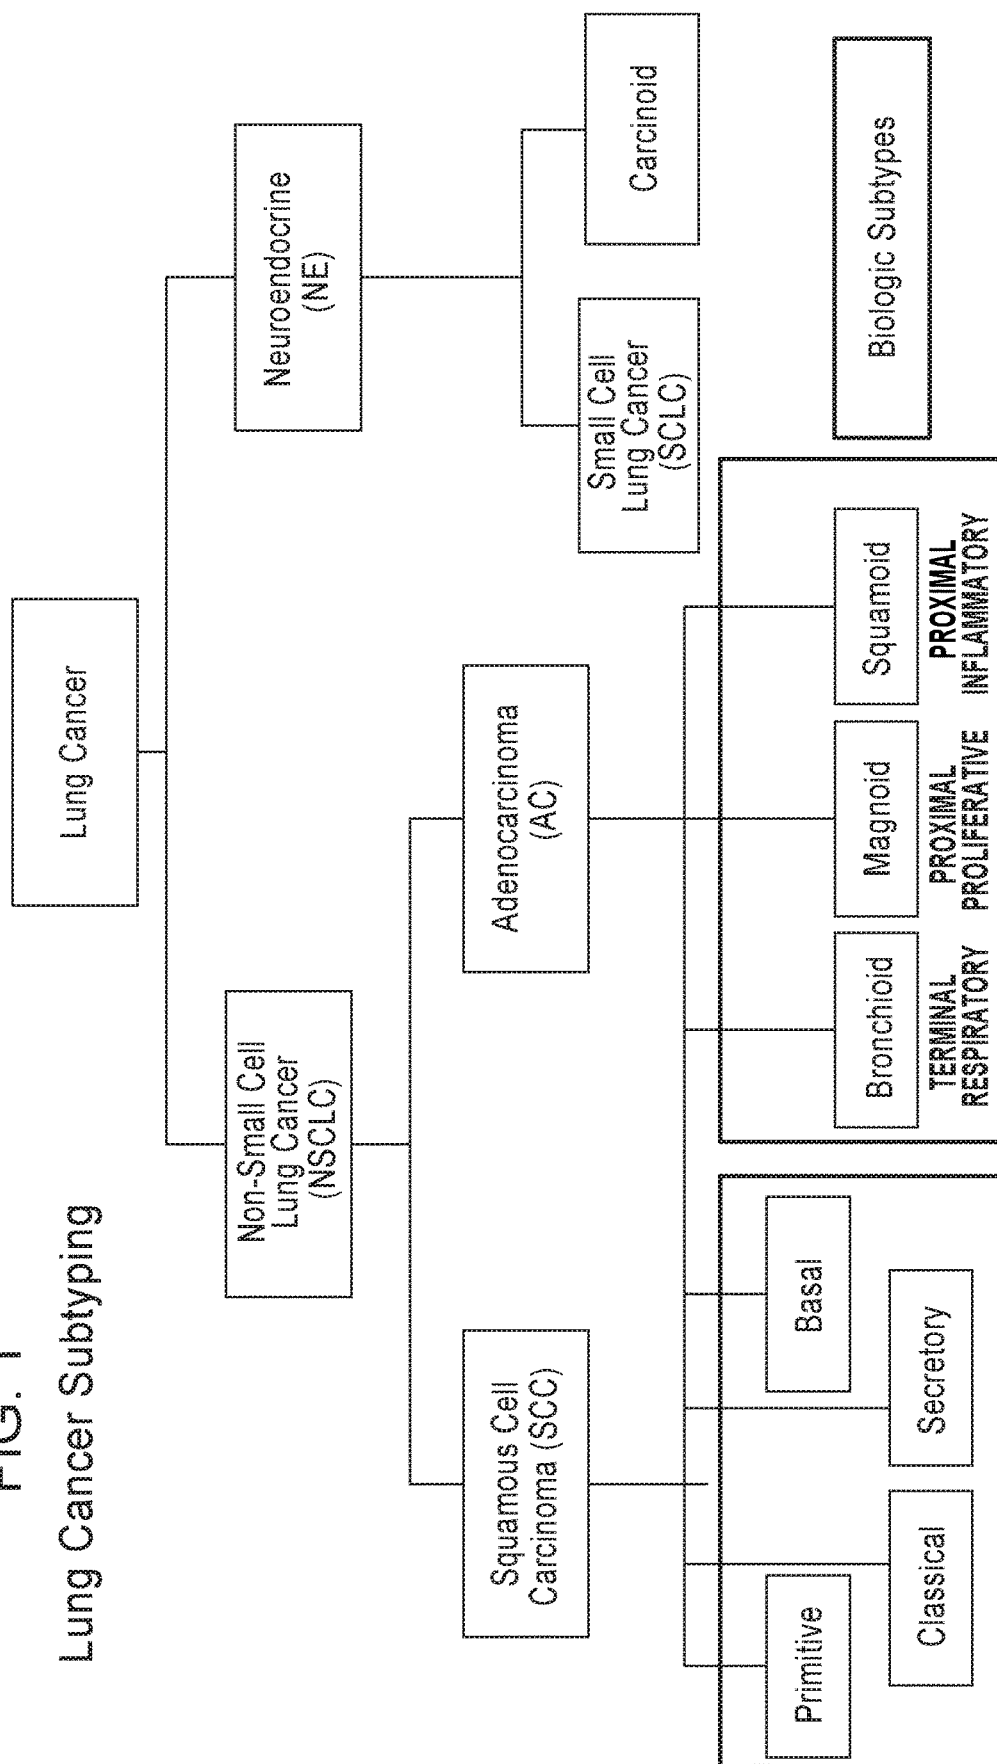 FIG. 1
Lung Cancer Subtyping
Lung Cancer
Non-Small Cell
Lung Cancer
(NSCLC)
Neuroendocrine
(NE)
Squamous Cell
Carcinoma (SCC)
Adenocarcinoma
(AC)
Small Cell
Lung Cancer
(SCLC)
Carcinoid
Primitive
Basal
Classical
Secretory
Bronchioid
TERMINAL
RESPIRATORY
Magnoid
PROXIMAL
PROLIFERATIVE
Squamoid
PROXIMAL
INFLAMMATORY
Biologic Subtypes